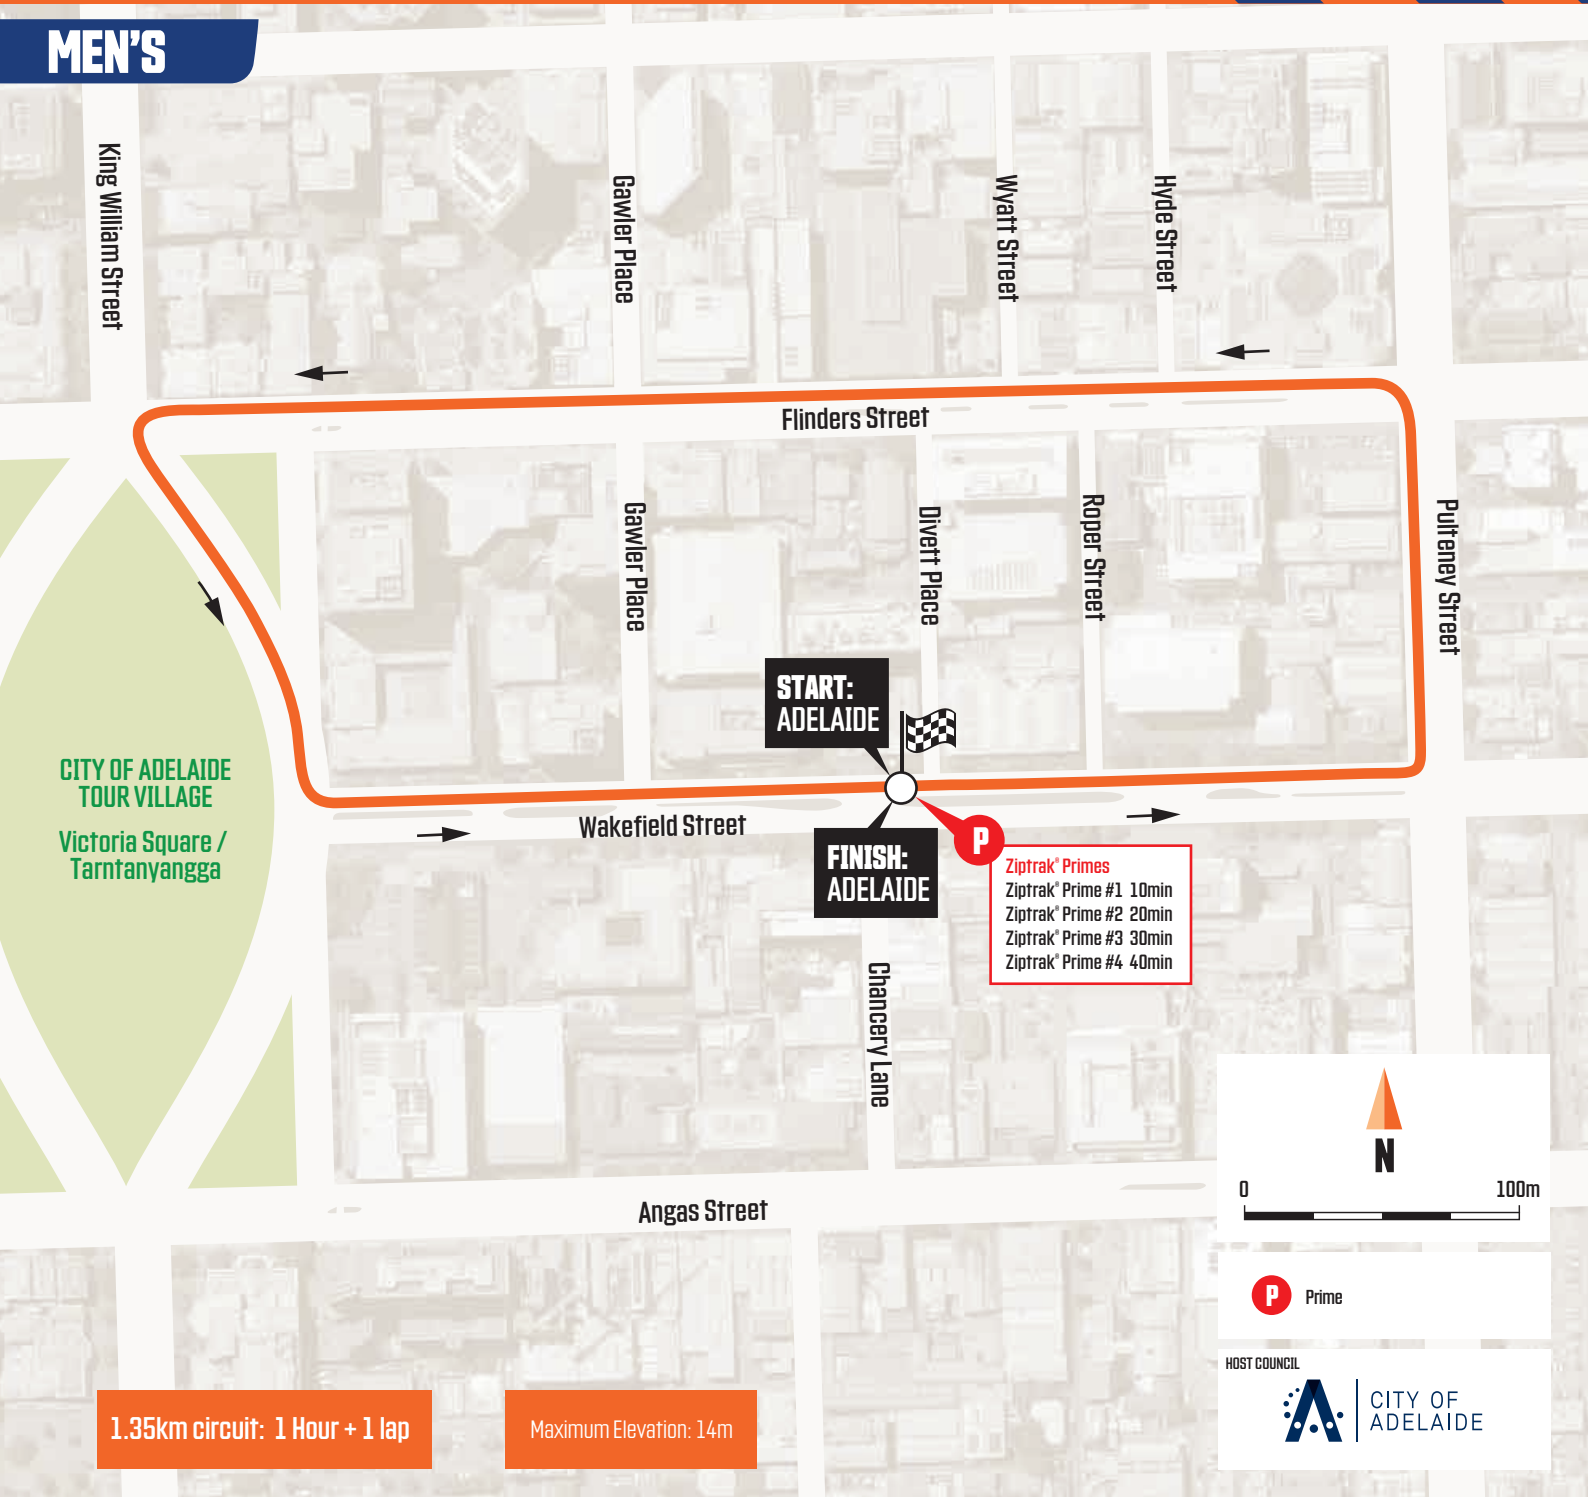 MEN'S
King William Street
Gawler Place
Wyatt Street
Hyde Street
Flinders Street
Gawler Place
Divett Place
Roper Street
Pulteney Street
START:
ADELAIDE
CITY OF ADELAIDE
TOUR VILLAGE
Victoria Square /
Tarntanyangga
Wakefield Street
P
FINISH:
ADELAIDE
Ziptrak® Primes
Ziptrak® Prime #1 10min
Ziptrak® Prime #2 20min
Ziptrak® Prime #3 30min
Ziptrak® Prime #4 40min
Chancery Lane
N
0 100m
Angas Street
P Prime
HOST COUNCIL
CITY OF
ADELAIDE
1.35km circuit: 1 Hour + 1 lap
Maximum Elevation: 14m